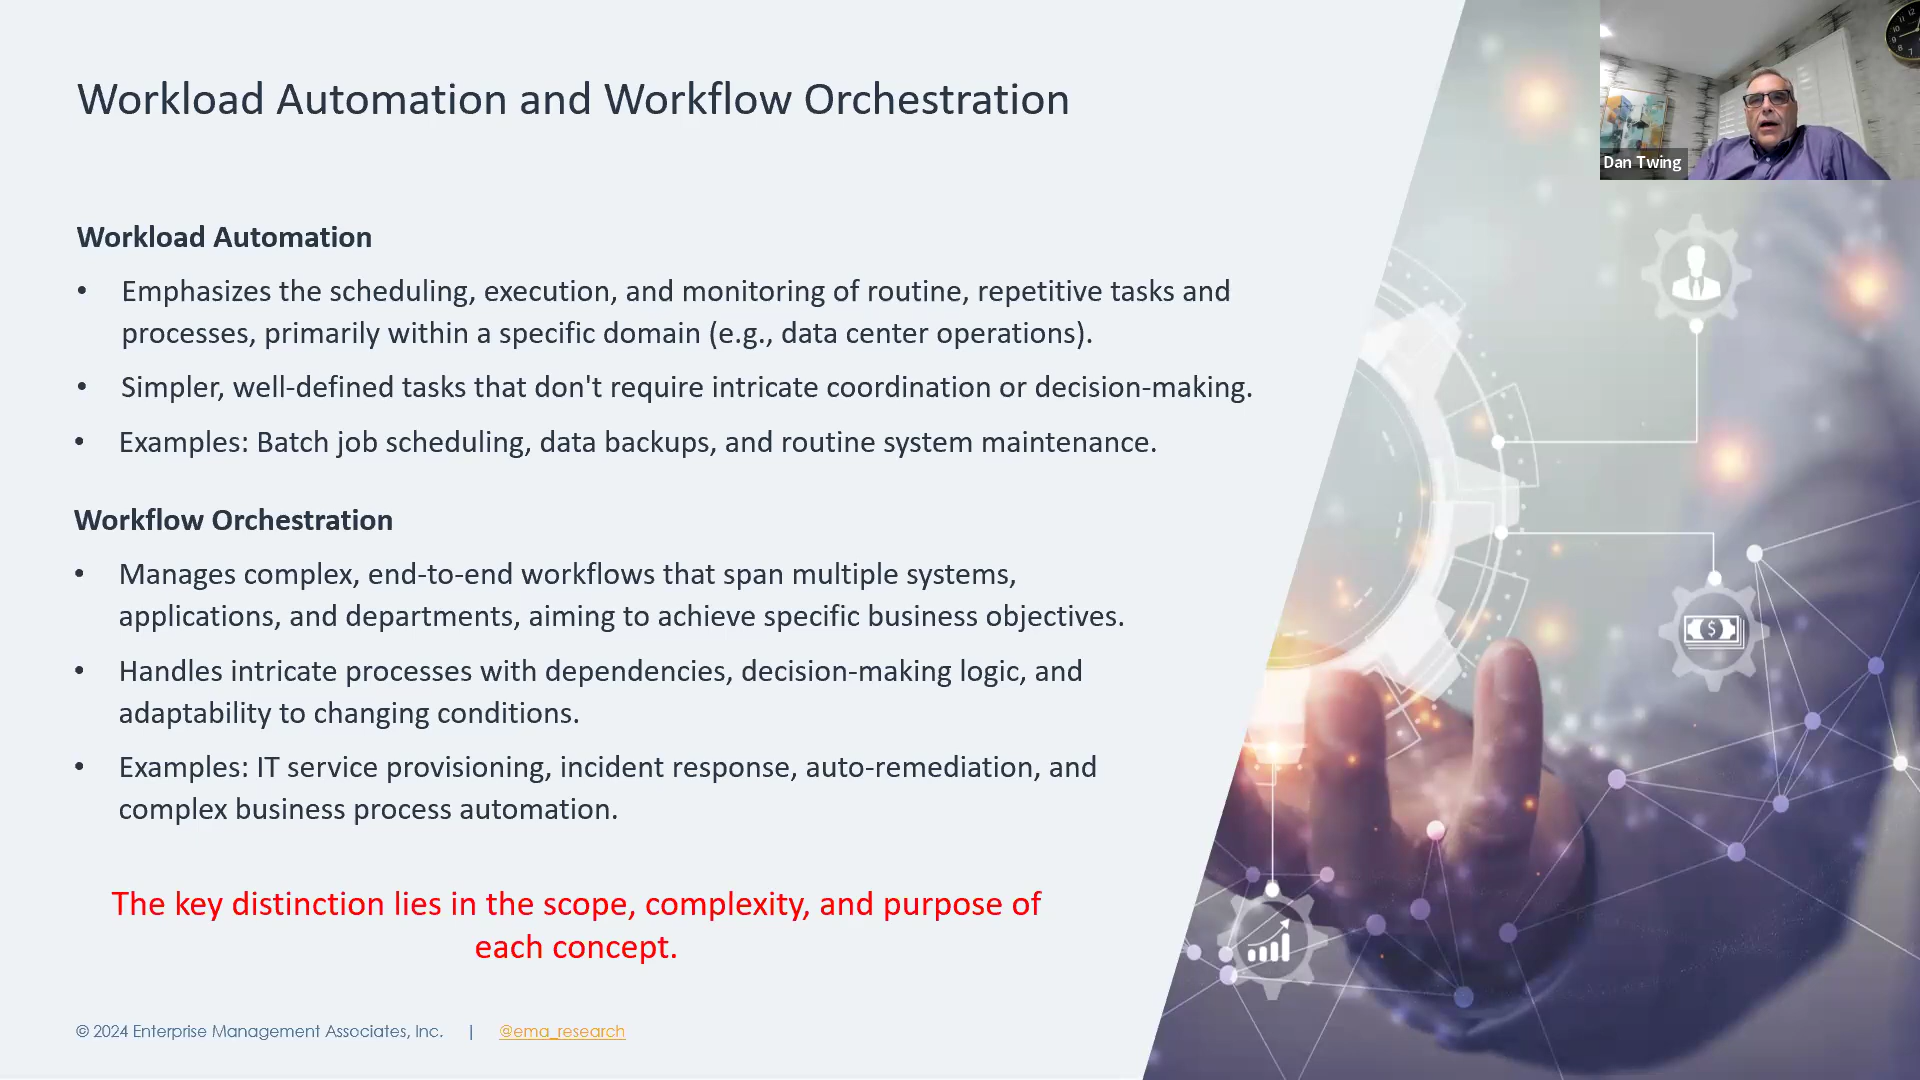 Workload Automation and Workflow Orchestration
Dan Twing
Workload Automation
• Emphasizes the scheduling, execution, and monitoring of routine, repetitive tasks and
processes, primarily within a specific domain (e.g., data center operations).
• Simpler, well-defined tasks that don't require intricate coordination or decision-making.
• Examples: Batch job scheduling, data backups, and routine system maintenance.
Workflow Orchestration
• Manages complex, end-to-end workflows that span multiple systems,
applications, and departments, aiming to achieve specific business objectives.
• Handles intricate processes with dependencies, decision-making logic, and
adaptability to changing conditions.
• Examples: IT service provisioning, incident response, auto-remediation, and
complex business process automation.
The key distinction lies in the scope, complexity, and purpose of
each concept.
© 2024 Enterprise Management Associates, Inc. | @ema_research